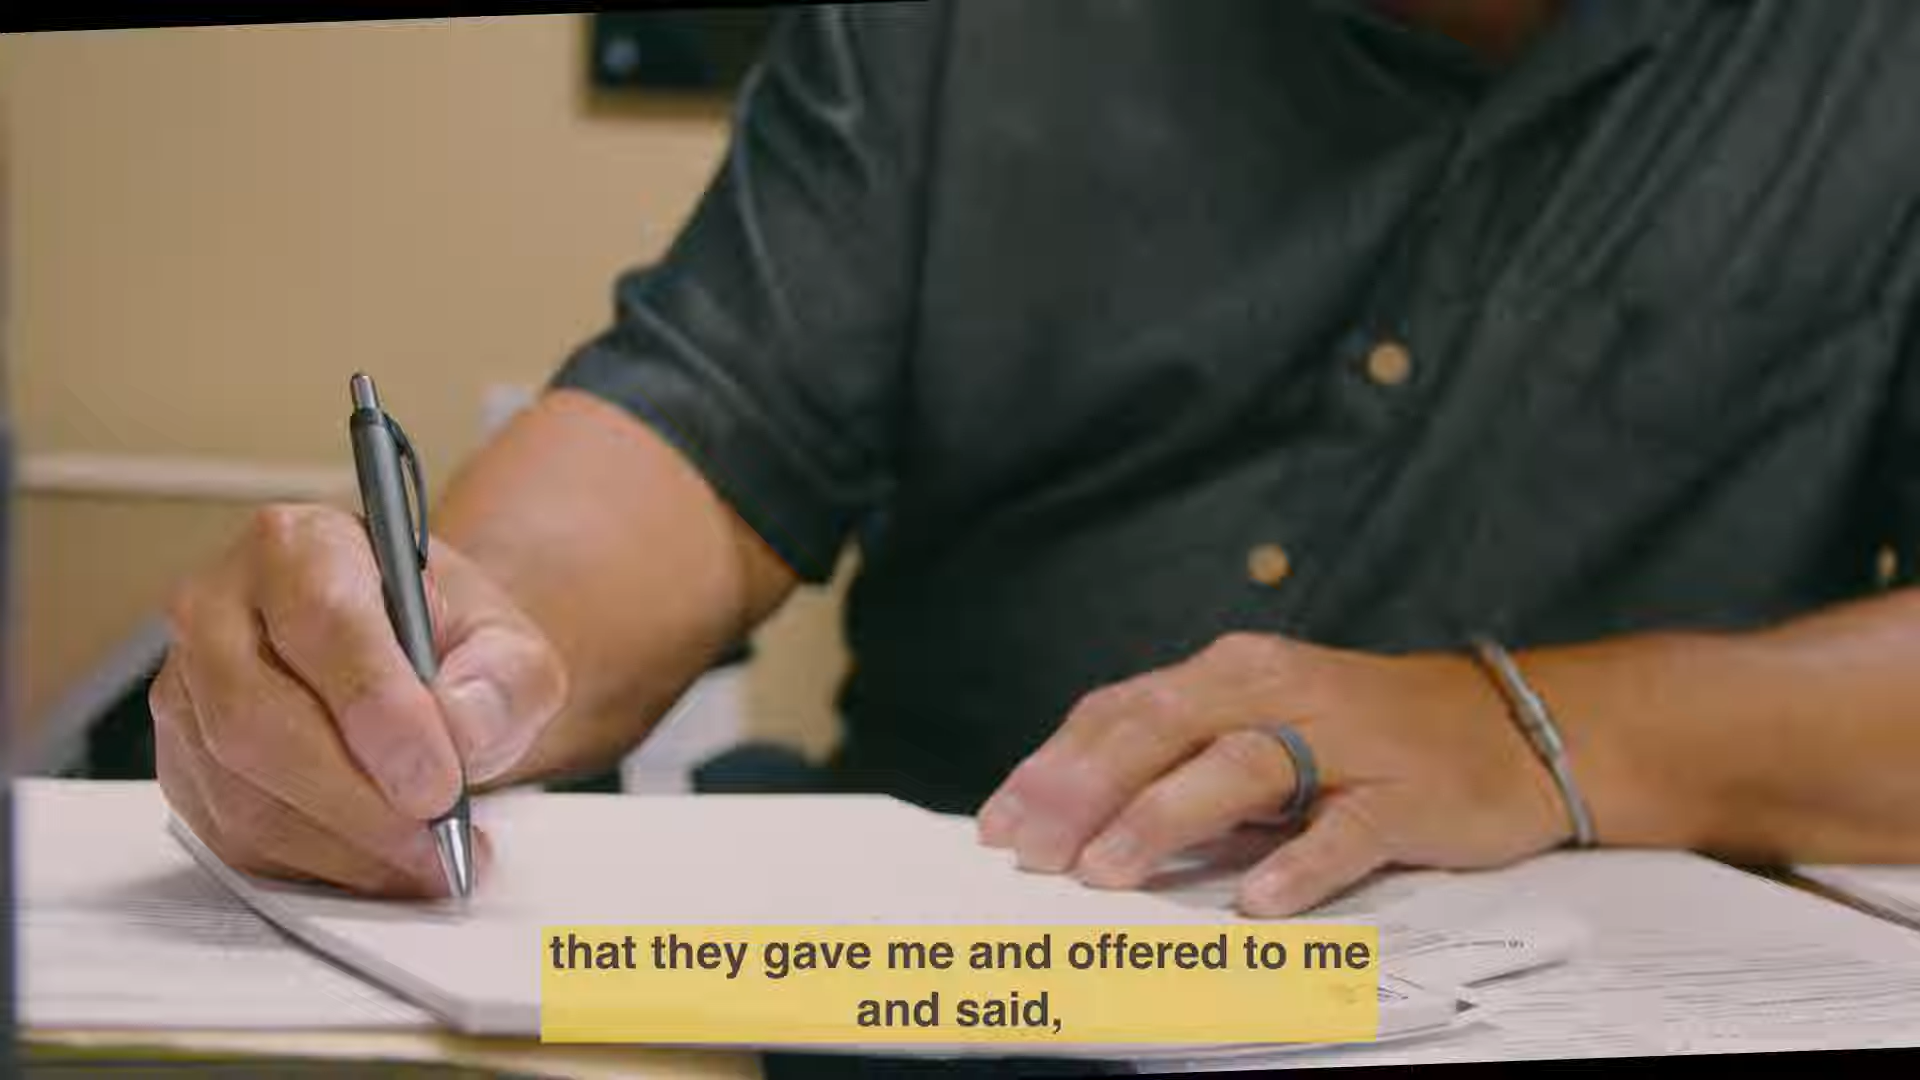 that they gave me and offered to me
and said,